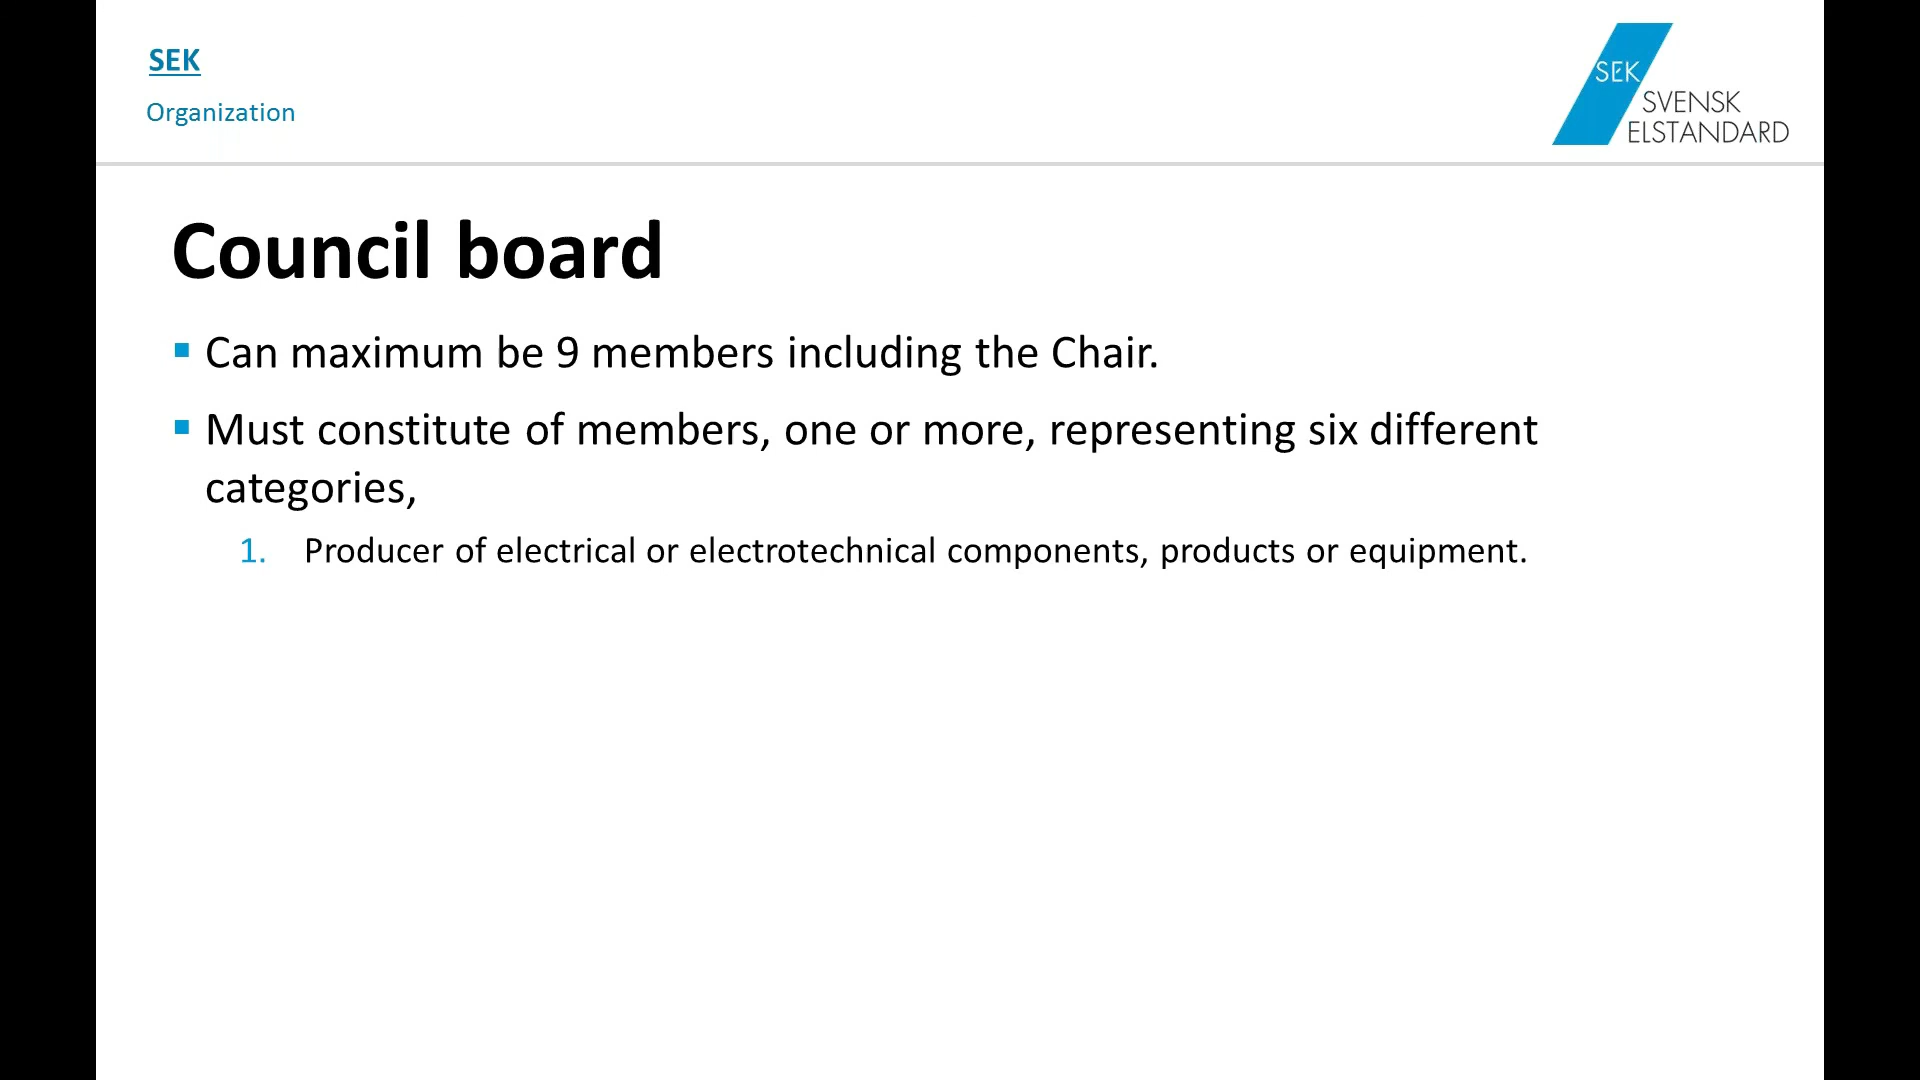 SEK
Organization
SEK
SVENSK
ELSTANDARD
Council board
Can maximum be 9 members including the Chair.
Must constitute of members, one or more, representing six different
categories,
1. Producer of electrical or electrotechnical components, products or equipment.